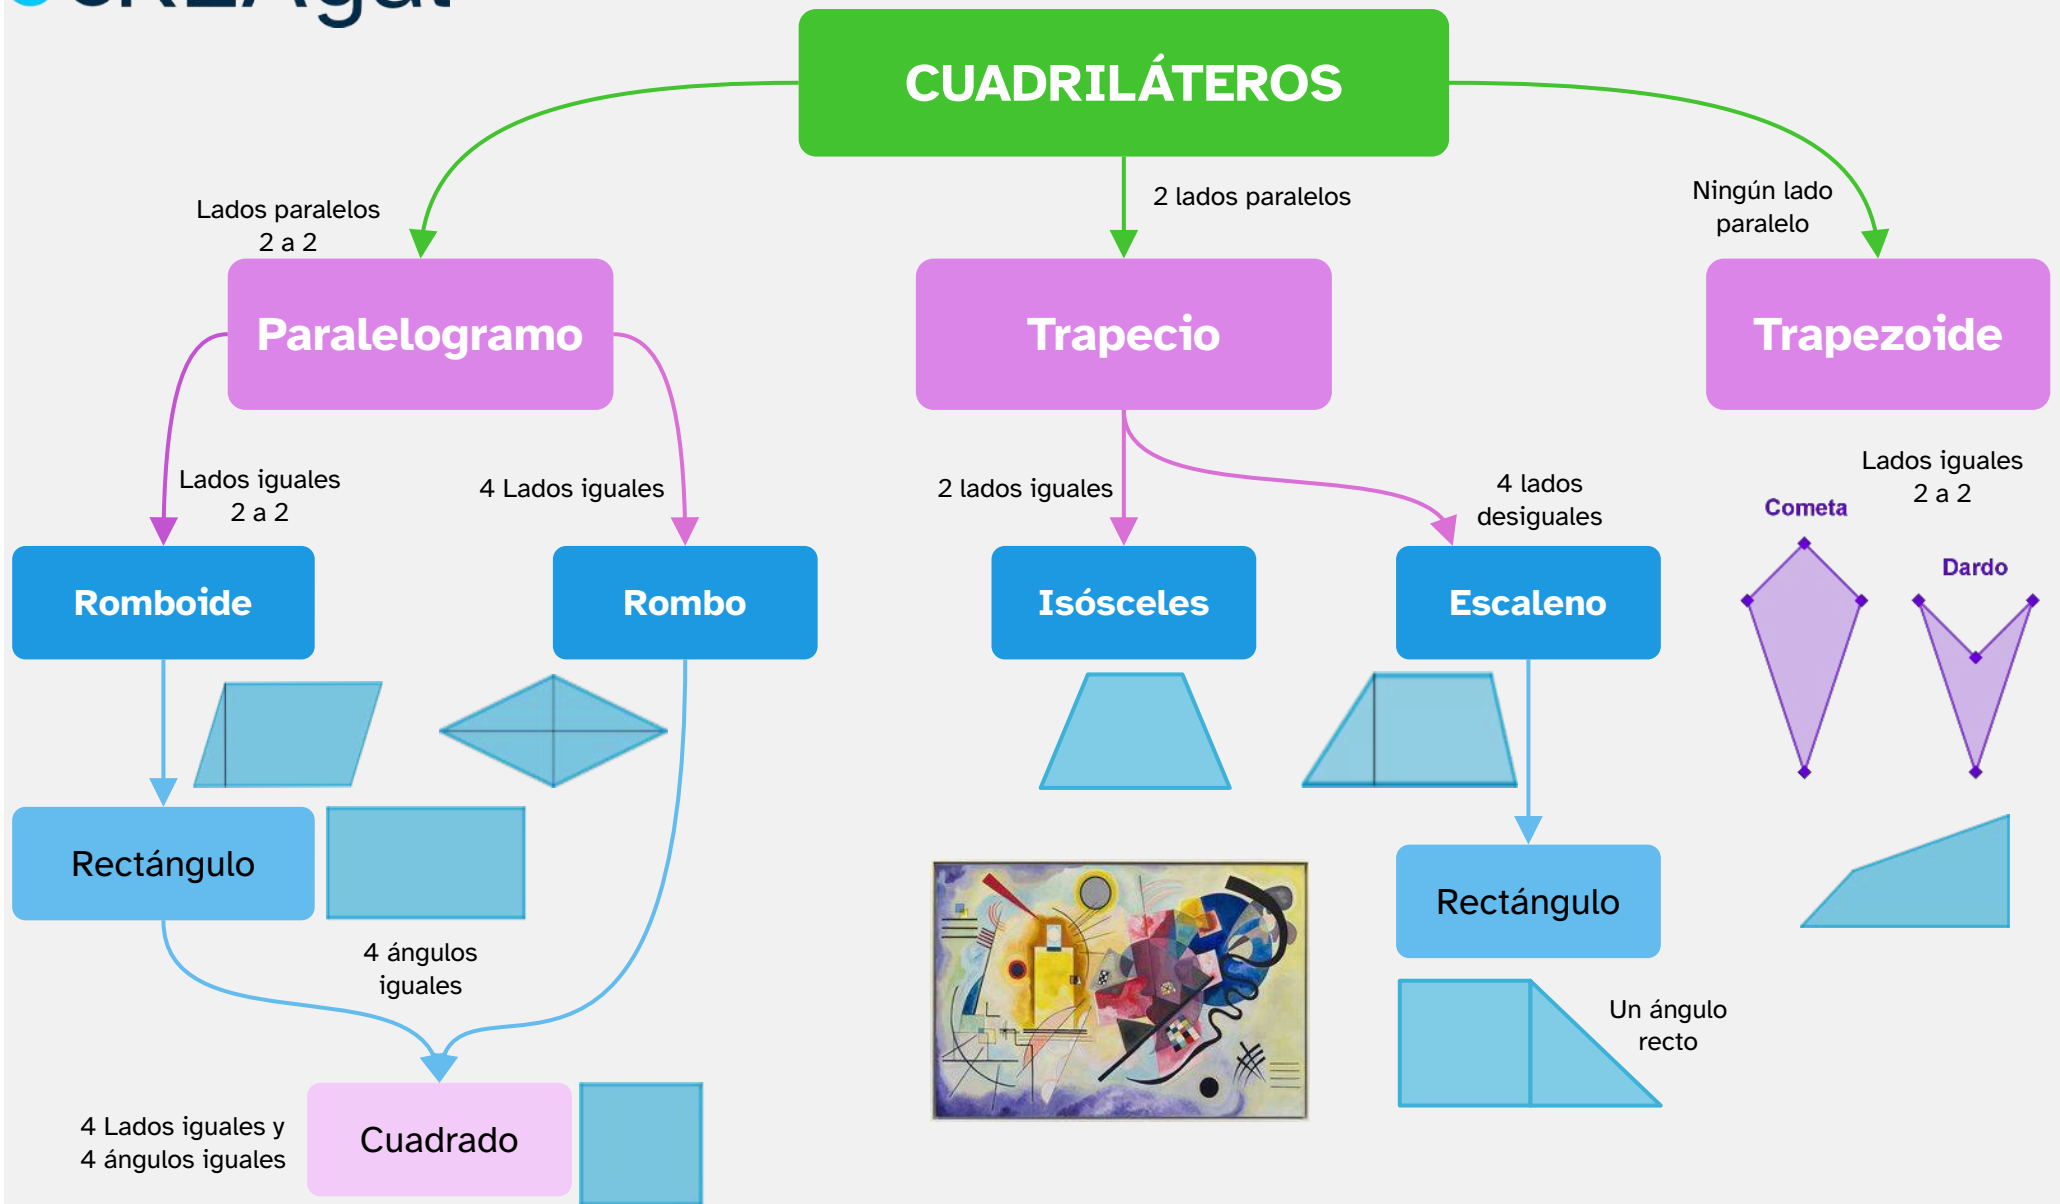 CUADRILÁTEROS
Lados paralelos
2 a 2
2 lados paralelos
Ningún lado
paralelo
Paralelogramo
Trapecio
Trapezoide
Lados iguales
2 a 2
4 Lados iguales
2 lados iguales
4 lados
desiguales
Lados iguales
2 a 2
Cometa
Dardo
Romboide
Rombo
Isósceles
Escaleno
Rectángulo
Rectángulo
4 ángulos
iguales
Un ángulo
recto
4 Lados iguales y
4 ángulos iguales
Cuadrado